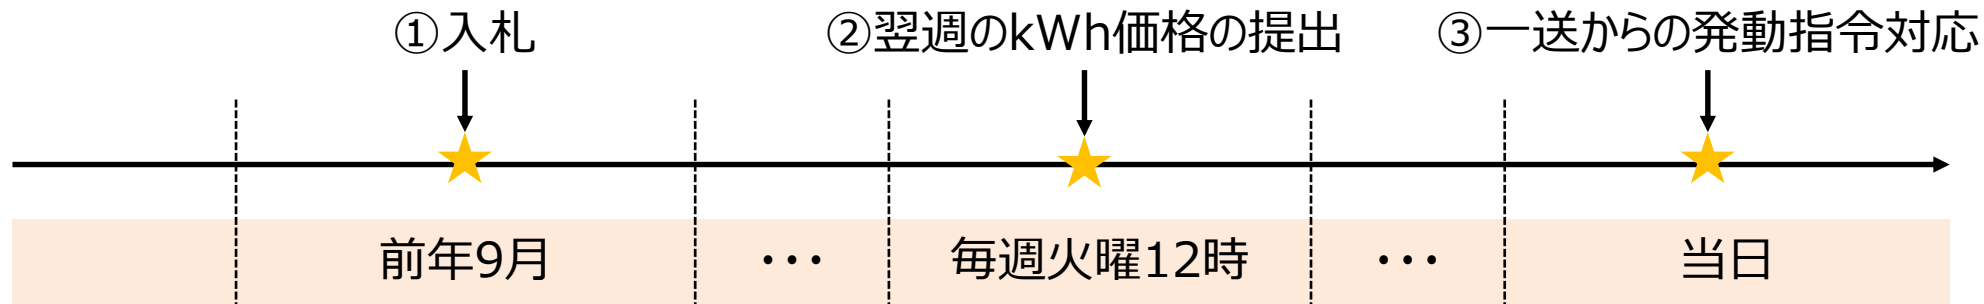 ①入札
②翌週のkWh価格の提出
③一送からの発動指令対応
前年9月
・・・
毎週火曜12時
・・・
当日